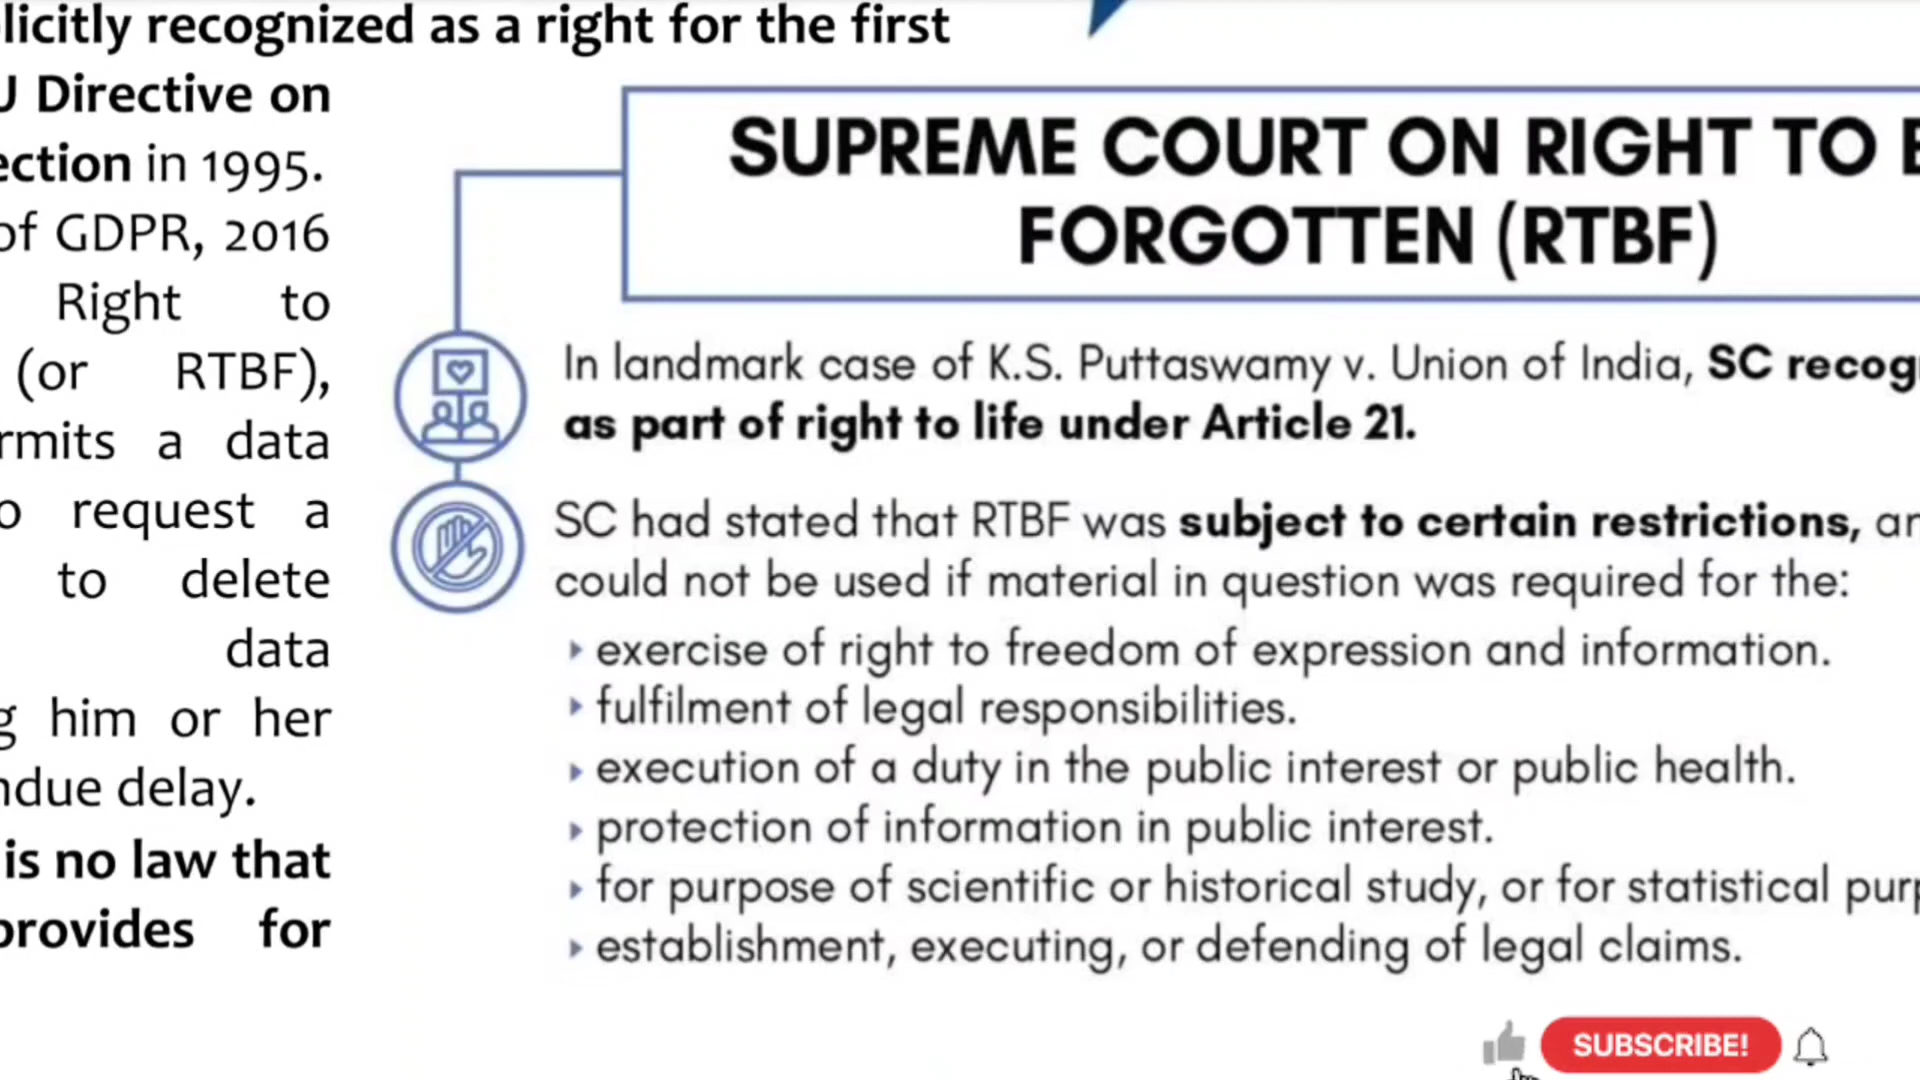 licitly recognized as a right for the first
U Directive on
ection in 1995.
of GDPR, 2016
Right to
(or RTBF),
rmits a data
o request a
to delete
data
g him or her
ndue delay.
is no law that
provides for
SUPREME COURT ON RIGHT TO B
FORGOTTEN (RTBF)
In landmark case of K.S. Puttaswamy v. Union of India, SC recog
as part of right to life under Article 21.
SC had stated that RTBF was subject to certain restrictions, an
could not be used if material in question was required for the:
exercise of right to freedom of expression and information.
fulfilment of legal responsibilities.
execution of a duty in the public interest or public health.
protection of information in public interest.
for purpose of scientific or historical study, or for statistical purp
establishment, executing, or defending of legal claims.
SUBSCRIBE!